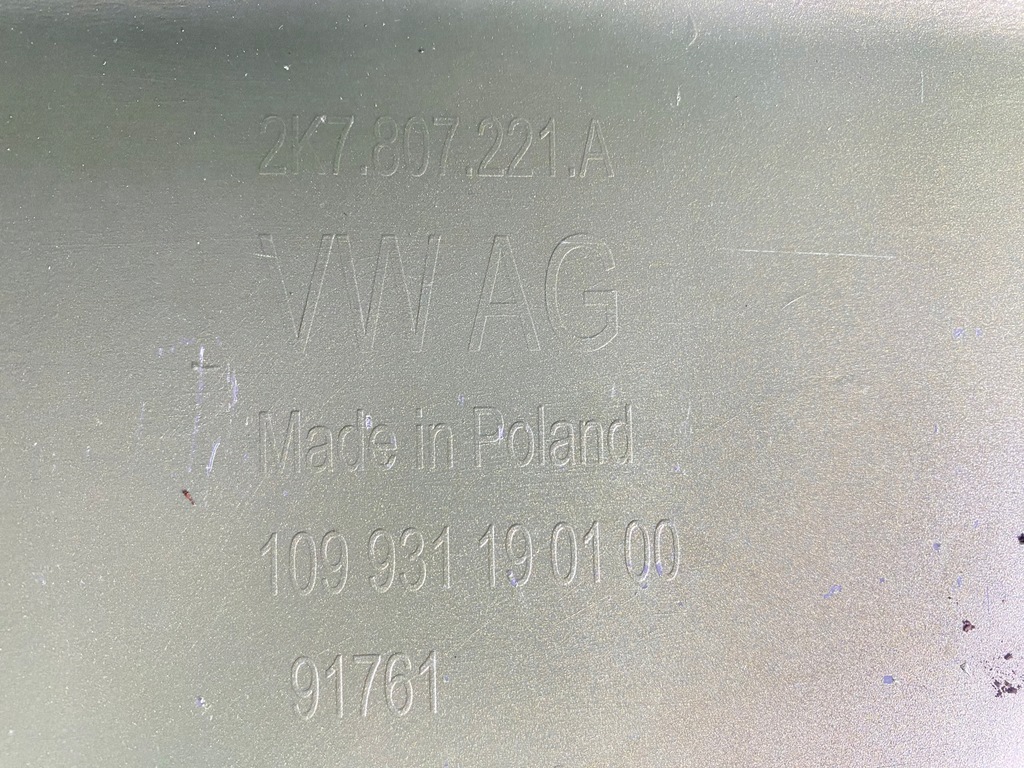 2K7.807.221.A
VW AG
Made in Poland
109 931 19 01 00
91761